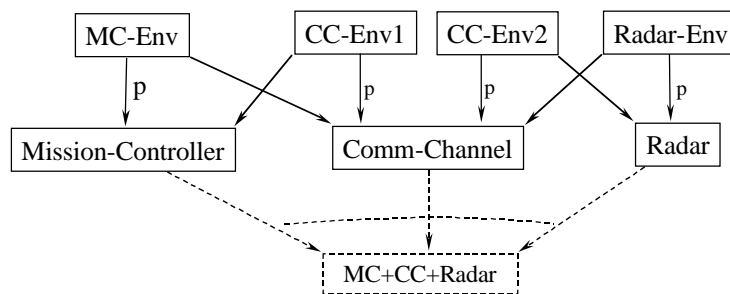 MC-Env
CC-Env1
CC-Env2
Radar-Env
p
p
p
p
Mission-Controller
Comm-Channel
Radar
MC+CC+Radar